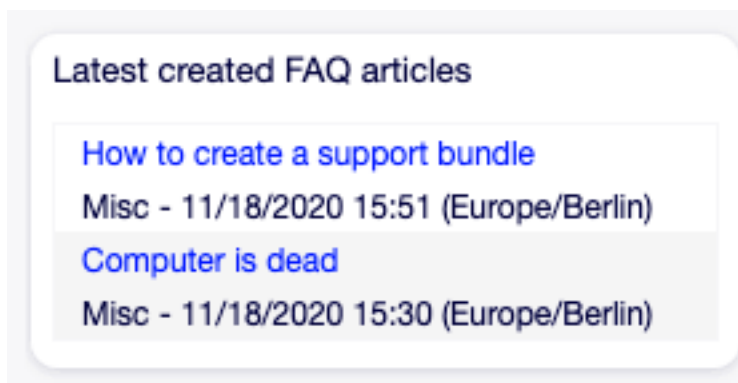 Latest created FAQ articles
How to create a support bundle
Misc - 11/18/2020 15:51 (Europe/Berlin)
Computer is dead
Misc - 11/18/2020 15:30 (Europe/Berlin)